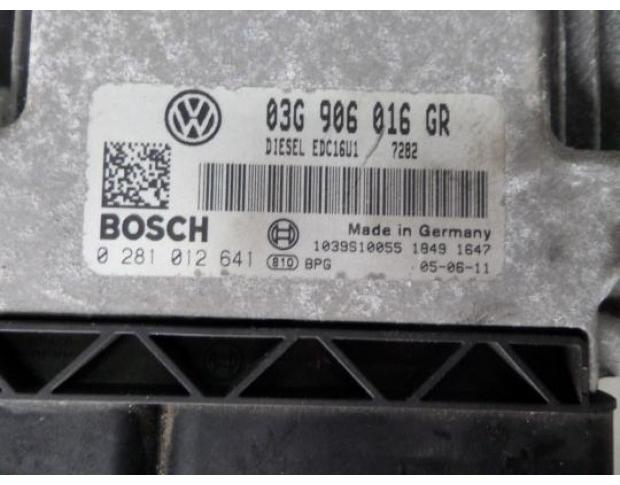 03G 906 016 GR
DIESEL EDC16U1 7282
BOSCH
Made in Germany
1039S10055 1849 1647
0 281 012 641 810 BPG 05-06-11